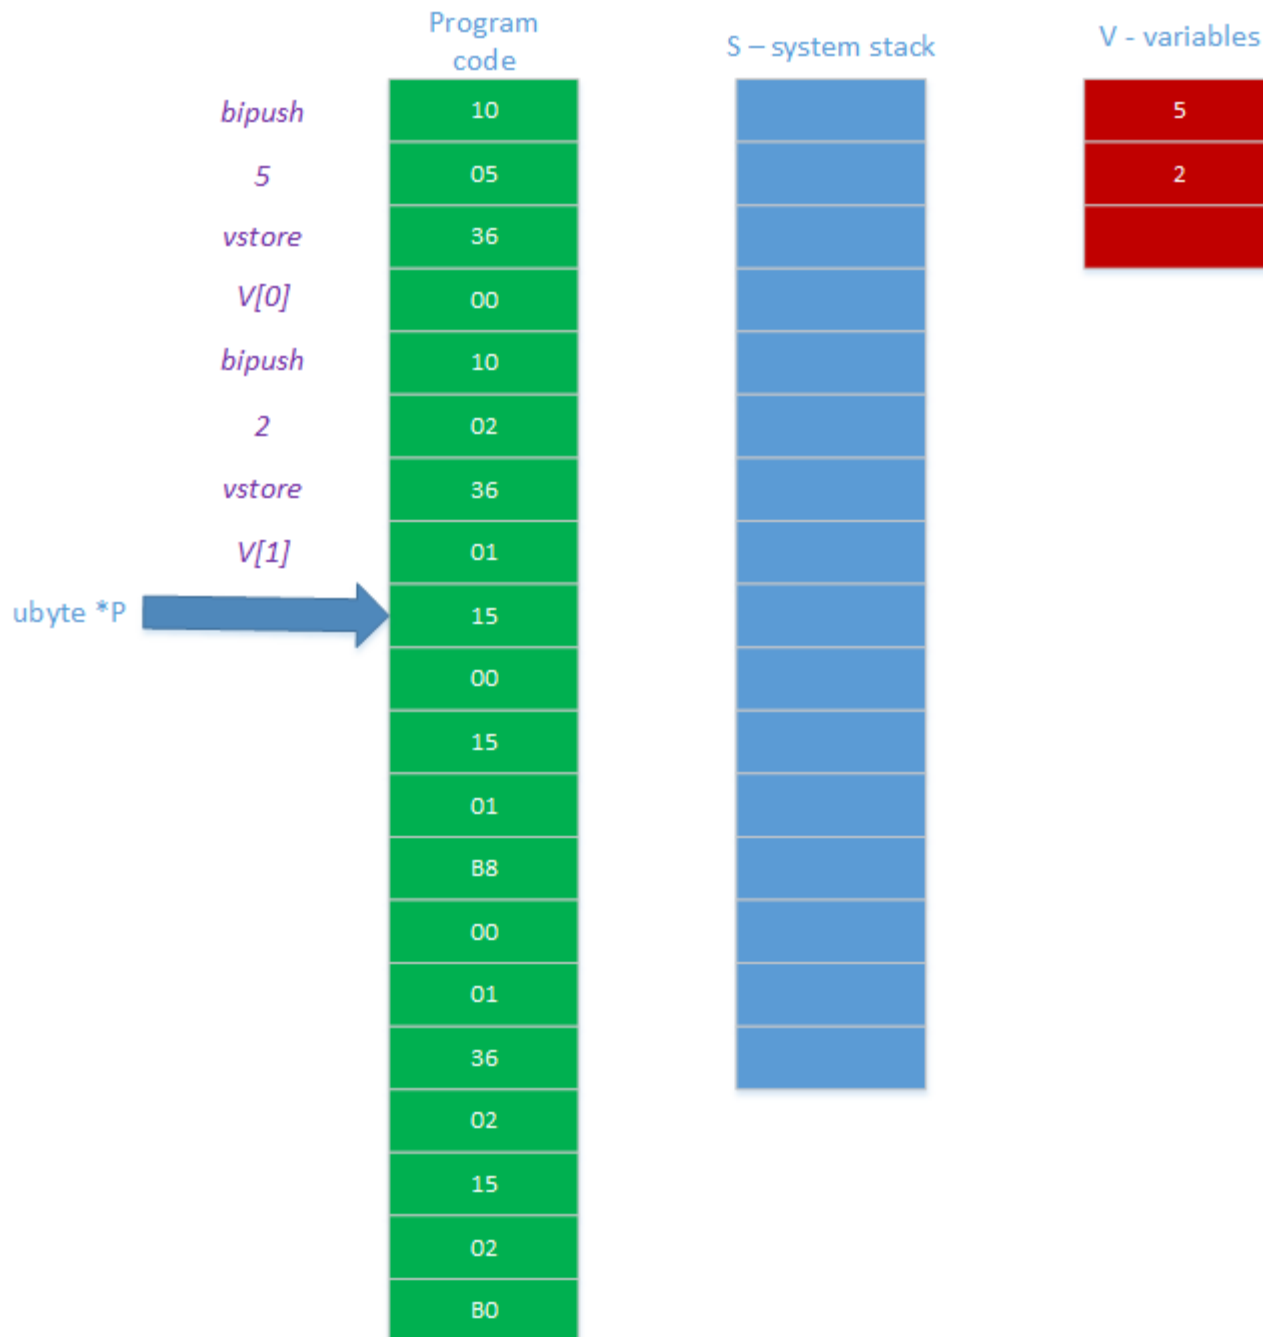 Program
code
S – system stack
V - variables
bipush 10 5
5 05 2
vstore 36
V[0] 00
bipush 10
2 02
vstore 36
V[1] 01
ubyte *P 15
00
15
01
B8
00
01
36
02
15
02
B0